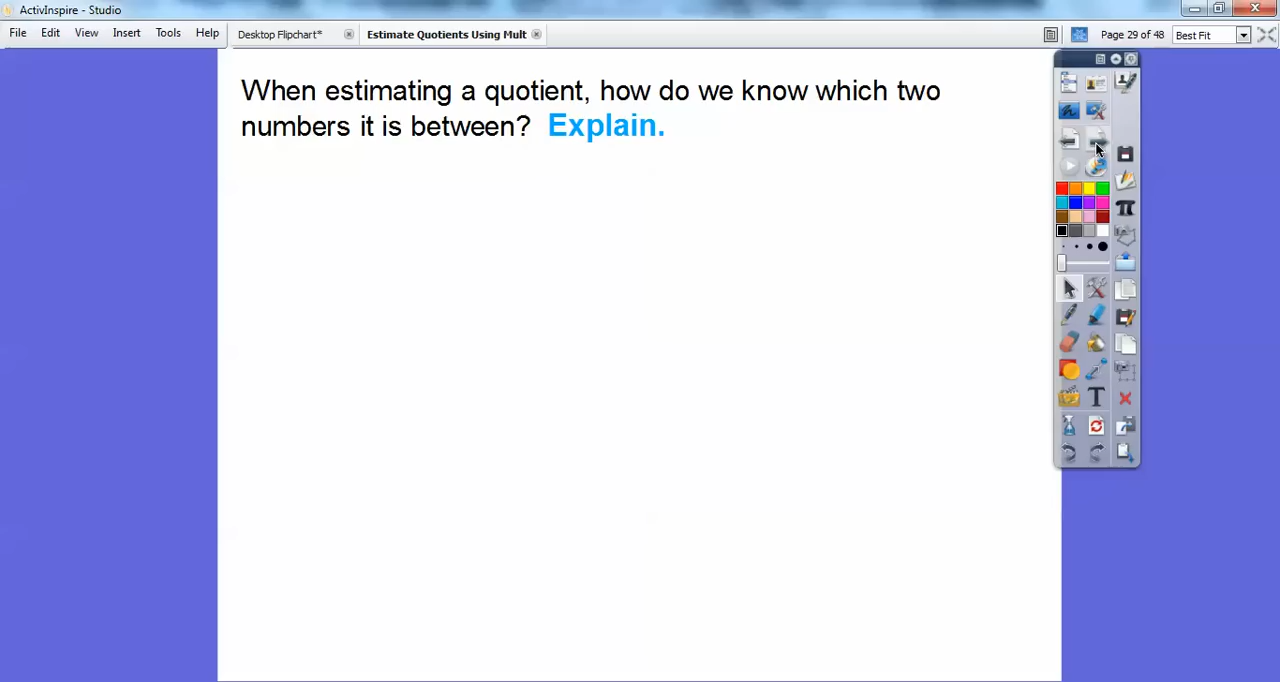 ActivInspire - Studio
File Edit View Insert Tools Help
Desktop Flipchart* Estimate Quotients Using Mult
Page 29 of 48 Best Fit
When estimating a quotient, how do we know which two
numbers it is between? Explain.